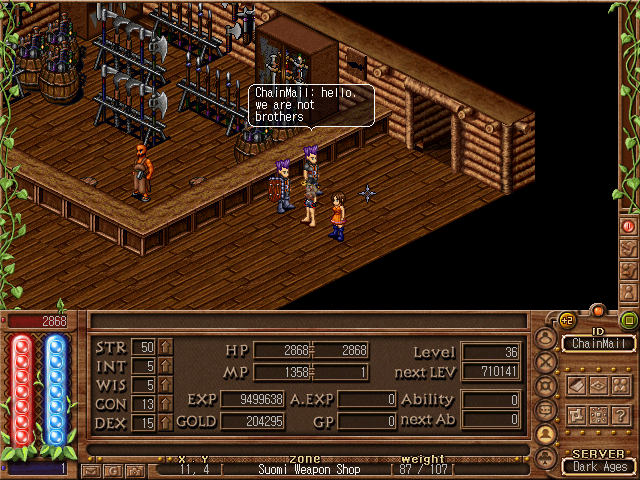 ChainMail: hello,
we are not
brothers
2868
STR 50
INT 5
WIS 5
CON 13
DEX 15
HP 2868 2868
MP 1358 1
EXP 9499638 A.EXP 0
GOLD 204295 GP 0
Level 36
next LEV 710141
Ability 0
next Ab 0
+2
ID
ChainMail
?
SERVER
Dark Ages
1
G
x, y zone weight
11, 4 Suomi Weapon Shop 87 / 107